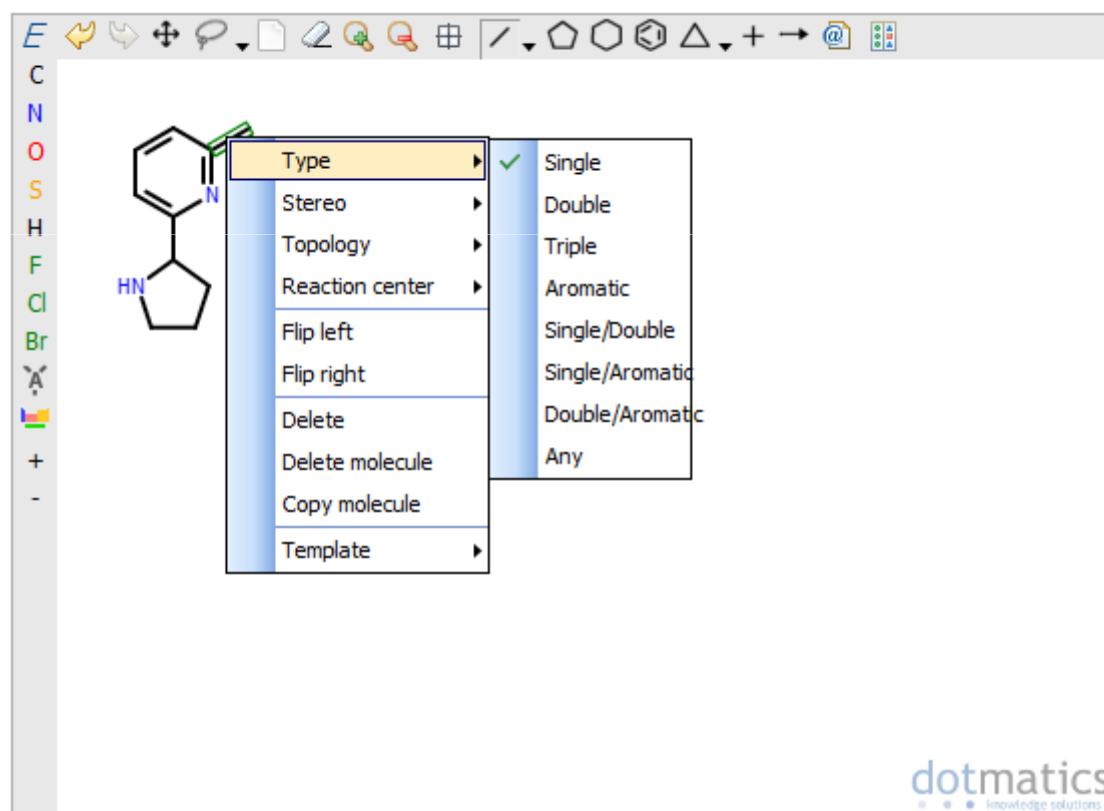 E
C
N
O
S
H
F
Cl
Br
A
+
-
N
HN
Type
Stereo
Topology
Reaction center
Flip left
Flip right
Delete
Delete molecule
Copy molecule
Template
Single
Double
Triple
Aromatic
Single/Double
Single/Aromatic
Double/Aromatic
Any
dotmatics
knowledge solutions